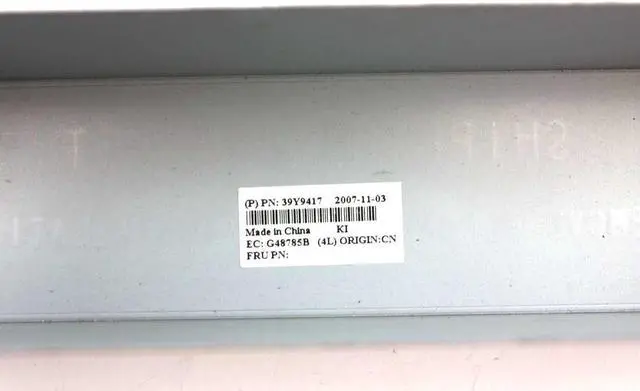 (P) PN: 39Y9417 2007-11-03
Made in China KI
EC: G48785B (4L) ORIGIN:CN
FRU PN: